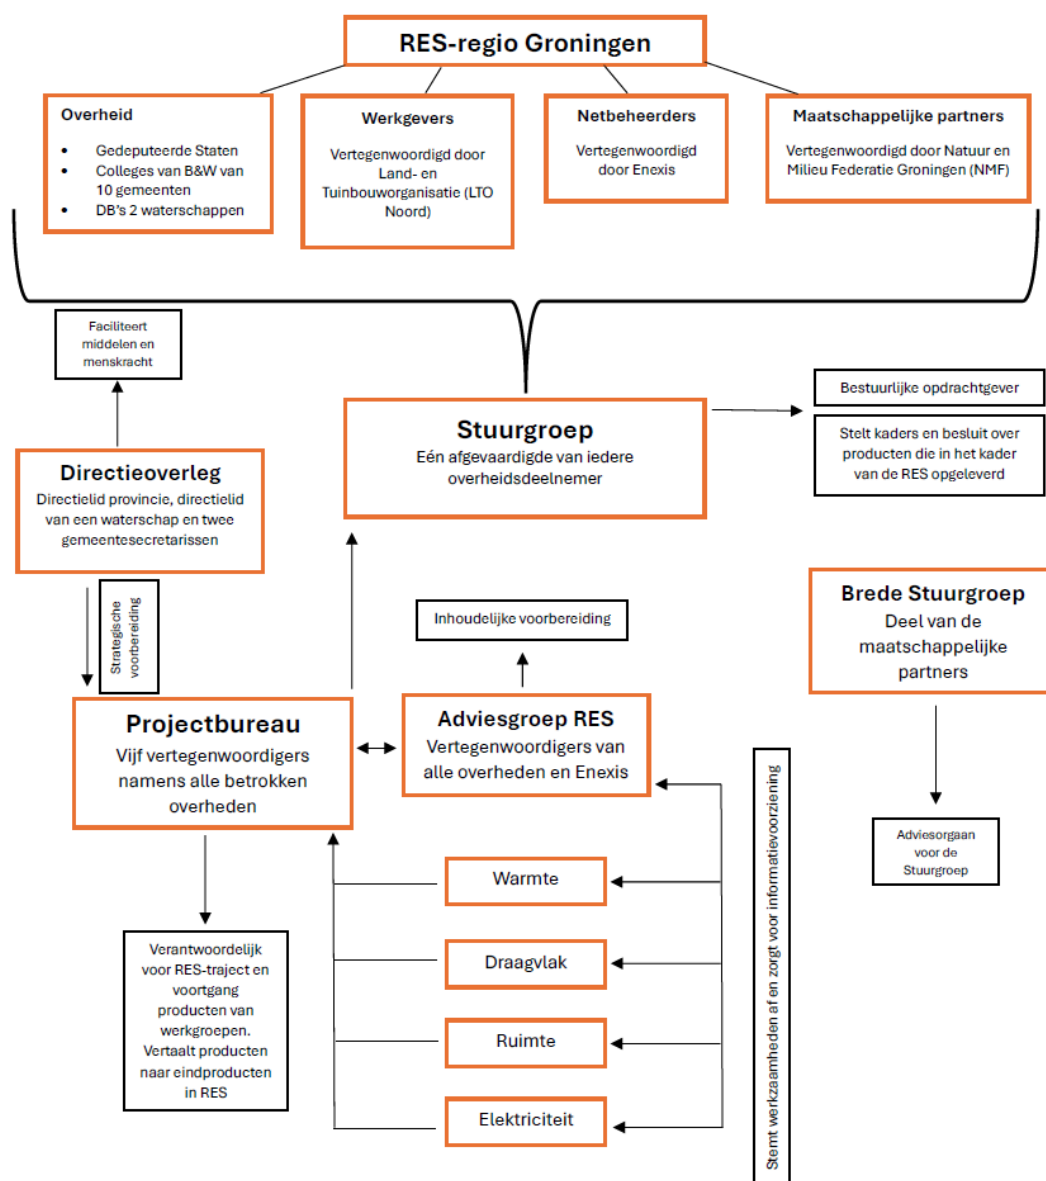 RES-regio Groningen
Overheid
• Gedeputeerde Staten
• Colleges van B&W van
10 gemeenten
• DB's 2 waterschappen
Werkgevers
Vertegenwoordigd door
Land- en
Tuinbouworganisatie (LTO
Noord)
Netbeheerders
Vertegenwoordigd
door Enexis
Maatschappelijke partners
Vertegenwoordigd door Natuur en
Milieu Federatie Groningen (NMF)
Faciliteert
middelen en
menskracht
Stuurgroep
Eén afgevaardigde van iedere
overheidsdeelnemer
Bestuurlijke opdrachtgever
Stelt kaders en besluit over
producten die in het kader
van de RES opgeleverd
Directieoverleg
Directielid provincie, directielid
van een waterschap en twee
gemeentesecretarissen
Strategische
voorbereiding
Inhoudelijke voorbereiding
Brede Stuurgroep
Deel van de
maatschappelijke
partners
Projectbureau
Vijf vertegenwoordigers
namens alle betrokken
overheden
Adviesgroep RES
Vertegenwoordigers van
alle overheden en Enexis
Stemt werkzaamheden af en zorgt voor informatievoorziening
Adviesorgaan
voor de
Stuurgroep
Warmte
Draagvlak
Ruimte
Elektriciteit
Verantwoordelijk
voor RES-traject en
voortgang
producten van
werkgroepen.
Vertaalt producten
naar eindproducten
in RES